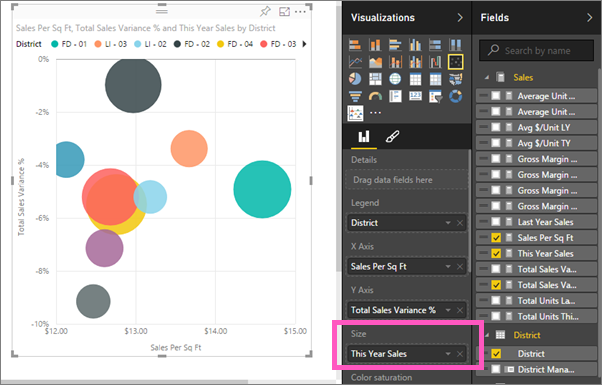 Sales Per Sq Ft, Total Sales Variance % and This Year Sales by District
District FD - 01 LI - 03 LI - 02 FD - 02 FD - 04 FD - 03
Total Sales Variance %
0%
-2%
-4%
-6%
-8%
-10%
$12.00 $13.00 $14.00 $15.00
Sales Per Sq Ft
Visualizations
R
123
Details
Drag data fields here
Legend
District
X Axis
Sales Per Sq Ft
Y Axis
Total Sales Variance %
Size
This Year Sales
Color saturation
Fields
Search by name
Sales
Average Unit ...
Average Unit ...
Avg $/Unit LY
Avg $/Unit TY
Gross Margin ...
Gross Margin ...
Gross Margin ...
Gross Margin ...
Last Year Sales
Sales Per Sq Ft
This Year Sales
Total Sales Va...
Total Sales Va...
Total Units La...
Total Units Thi...
District
District
District Mana...